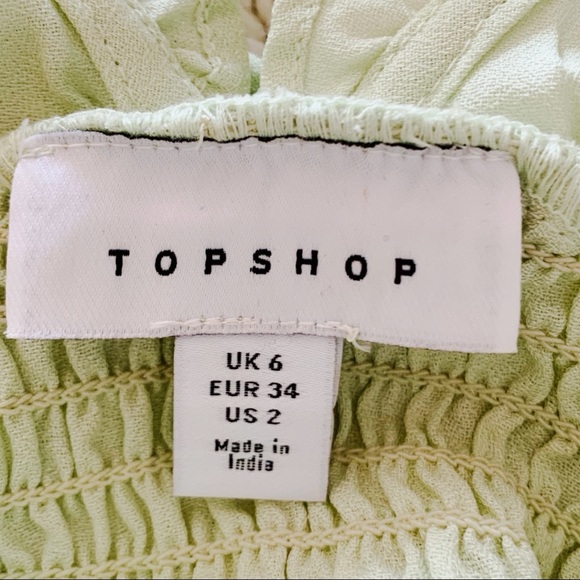 TOPSHOP
UK 6
EUR 34
US 2
Made in
India